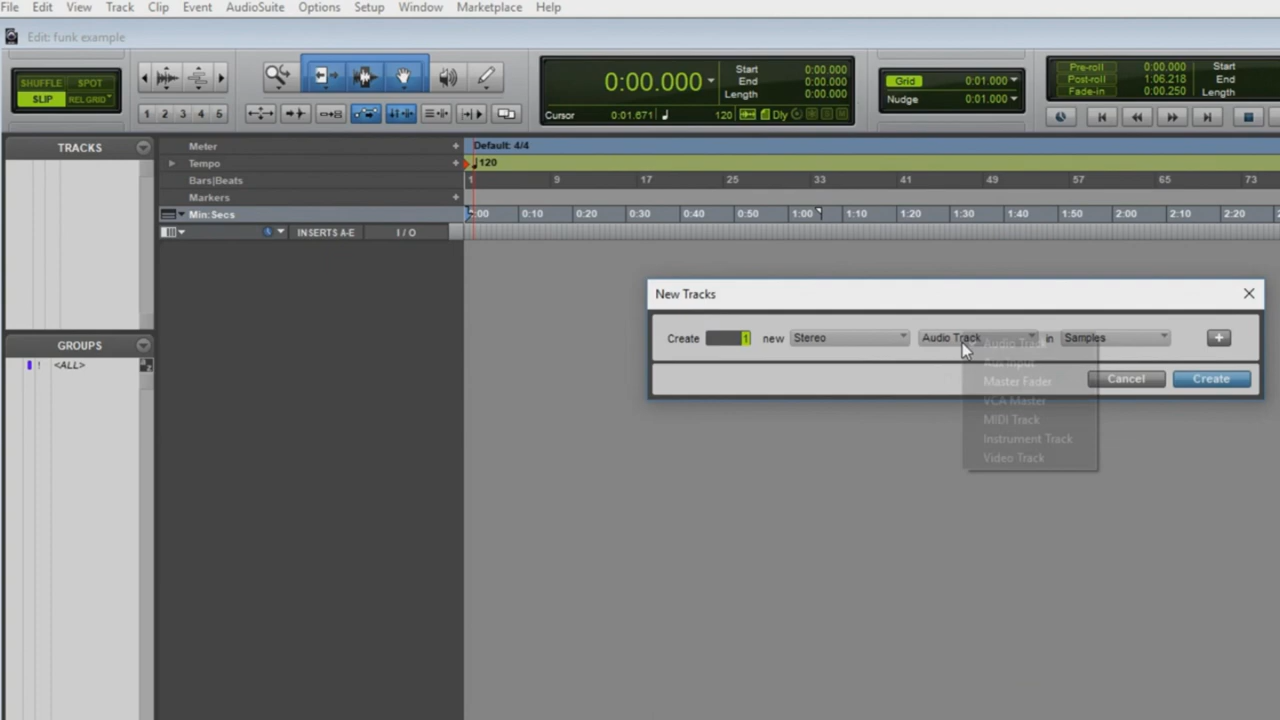 File Edit View Track Clip Event AudioSuite Options Setup Window Marketplace Help
Edit: funk example
SHUFFLE SPOT
SLIP REL GRID
1 2 3 4 5
0:00.000
Start 0:00.000
End 0:00.000
Length 0:00.000
Cursor 0:01.671 120 Dly
Grid 0:01.000
Nudge 0:01.000
Pre-roll 0:00.000 Start
Post-roll 1:06.218 End
Fade-in 0:00.250 Length
TRACKS
Meter + Default: 4/4
Tempo + 120
Bars|Beats 1 9 17 25 33 41 49 57 65 73
Markers +
Min:Secs 0:00 0:10 0:20 0:30 0:40 0:50 1:00 1:10 1:20 1:30 1:40 1:50 2:00 2:10 2:20
INSERTS A-E I / O
GROUPS
! <ALL>
New Tracks
Create 1 new Stereo Audio Track in Samples +
Cancel Create
Audio Track
Aux Input
Master Fader
VCA Master
MIDI Track
Instrument Track
Video Track